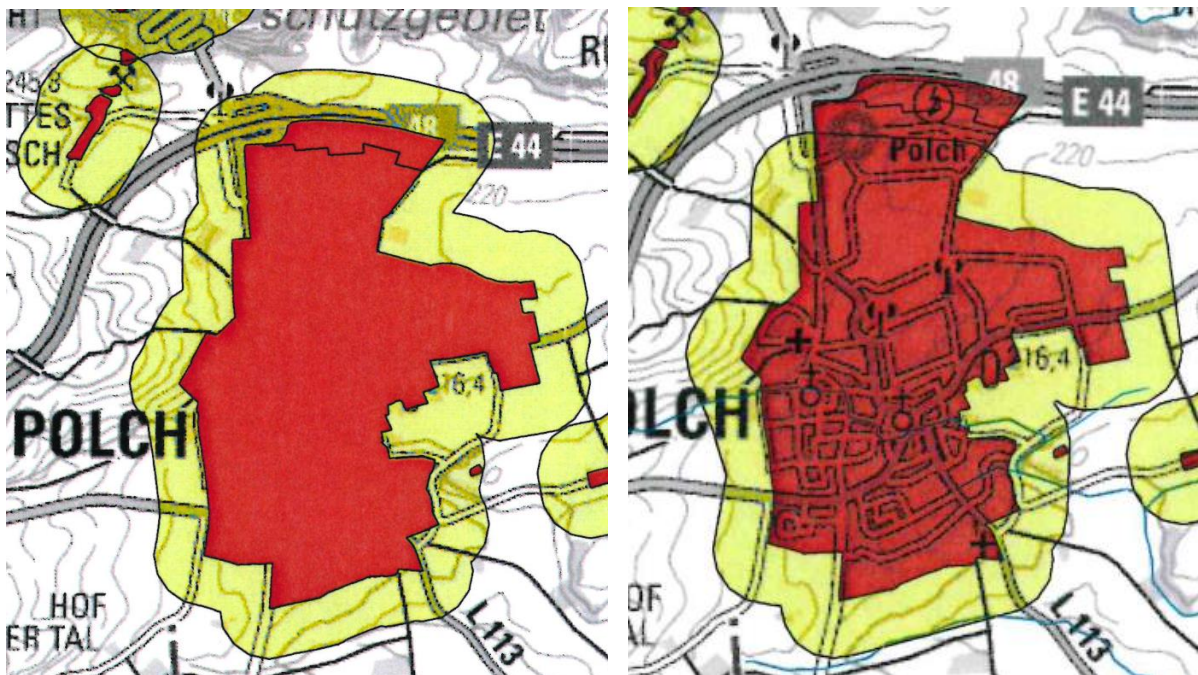 schutzgebiet
245,8
TTES
SCH
48
E 44
220
16,4
POLCH
HOF
ER TAL
L 113
48
E 44
Polch
220
16,4
OLCH
OF
AL
L 113